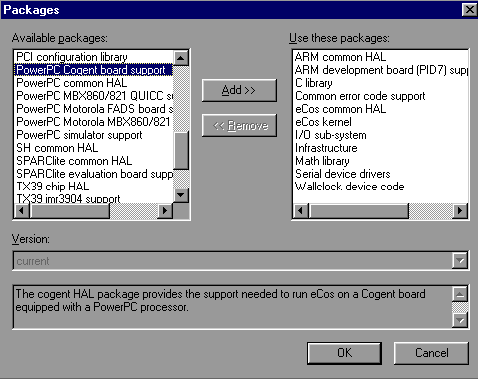 Packages
Available packages:
PCI configuration library
PowerPC Cogent board support
PowerPC common HAL
PowerPC MBX860/821 QUICC su
PowerPC Motorola FADS board s
PowerPC Motorola MBX860/821
PowerPC simulator support
SH common HAL
SPARClite common HAL
SPARClite evaluation board supp
TX39 chip HAL
TX39 jmr3904 support
Add >>
<< Remove
Use these packages:
ARM common HAL
ARM development board (PID7) supp
C library
Common error code support
eCos common HAL
eCos kernel
I/O sub-system
Infrastructure
Math library
Serial device drivers
Wallclock device code
Version:
current
The cogent HAL package provides the support needed to run eCos on a Cogent board
equipped with a PowerPC processor.
OK
Cancel